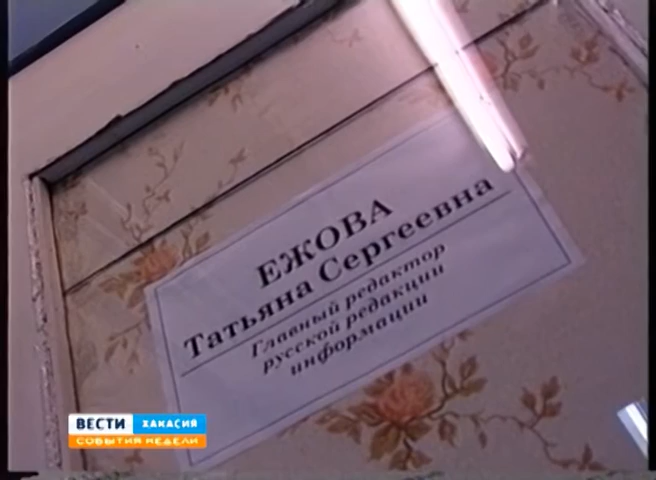 ЕЖОВА
Татьяна Сергеевна
Главный редактор
русской редакции
информации
ВЕСТИ ХАКАСИЯ
СОБЫТИЯ НЕДЕЛИ